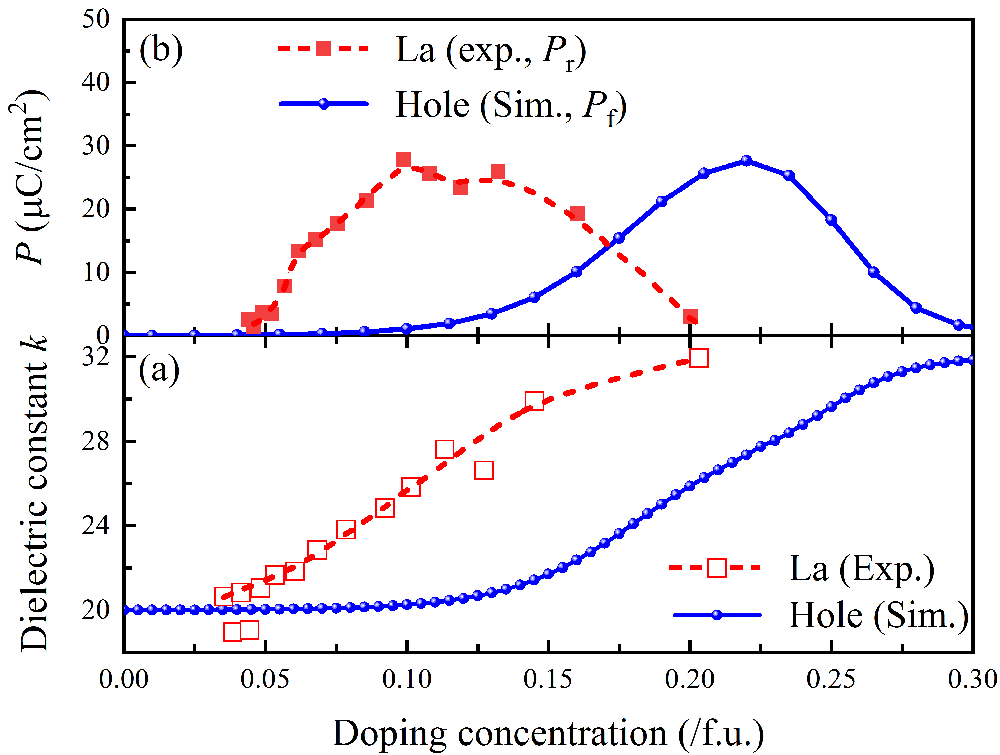 50
40
30
20
10
0
P (μC/cm²)
(b)
La (exp., Pr)
Hole (Sim., Pf)
32
28
24
20
Dielectric constant k
(a)
La (Exp.)
Hole (Sim.)
0.00 0.05 0.10 0.15 0.20 0.25 0.30
Doping concentration (/f.u.)